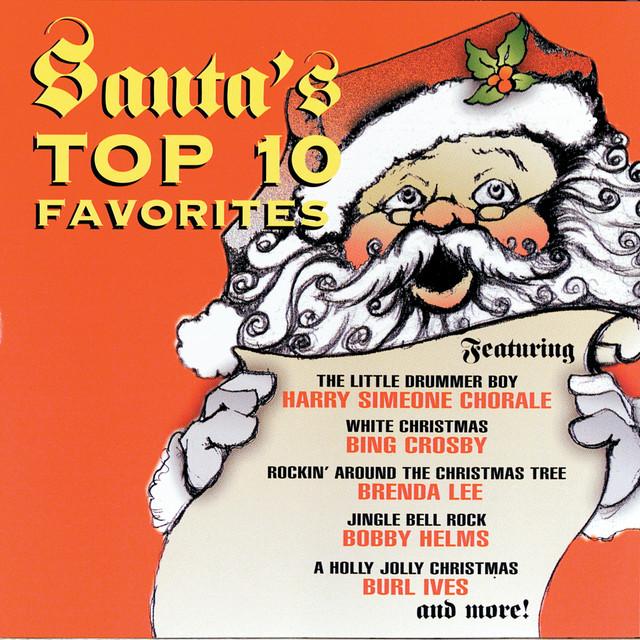 Santa's
TOP 10
FAVORITES
Featuring
THE LITTLE DRUMMER BOY
HARRY SIMEONE CHORALE
WHITE CHRISTMAS
BING CROSBY
ROCKIN' AROUND THE CHRISTMAS TREE
BRENDA LEE
JINGLE BELL ROCK
BOBBY HELMS
A HOLLY JOLLY CHRISTMAS
BURL IVES
and more!